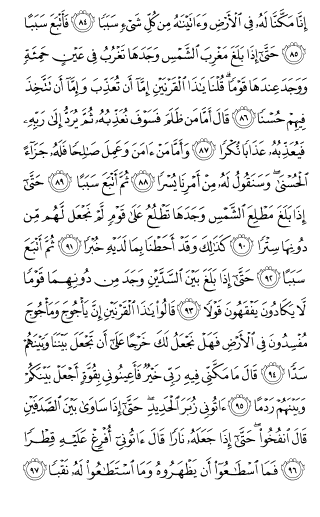 إِنَّا مَكَّنَّا لَهُۥ فِى ٱلْأَرْضِ وَءَاتَيْنَٰهُ مِن كُلِّ شَىْءٍ سَبَبًا ٨٤ فَأَتْبَعَ سَبَبًا
٨٥ حَتَّىٰٓ إِذَا بَلَغَ مَغْرِبَ ٱلشَّمْسِ وَجَدَهَا تَغْرُبُ فِى عَيْنٍ حَمِئَةٍ
وَوَجَدَ عِندَهَا قَوْمًا ۗ قُلْنَا يَٰذَا ٱلْقَرْنَيْنِ إِمَّآ أَن تُعَذِّبَ وَإِمَّآ أَن تَتَّخِذَ
فِيهِمْ حُسْنًا ٨٦ قَالَ أَمَّا مَن ظَلَمَ فَسَوْفَ نُعَذِّبُهُۥ ثُمَّ يُرَدُّ إِلَىٰ رَبِّهِۦ
فَيُعَذِّبُهُۥ عَذَابًا نُّكْرًا ٨٧ وَأَمَّا مَنْ ءَامَنَ وَعَمِلَ صَٰلِحًا فَلَهُۥ جَزَآءً
ٱلْحُسْنَىٰ ۖ وَسَنَقُولُ لَهُۥ مِنْ أَمْرِنَا يُسْرًا ٨٨ ثُمَّ أَتْبَعَ سَبَبًا ٨٩ حَتَّىٰٓ
إِذَا بَلَغَ مَطْلِعَ ٱلشَّمْسِ وَجَدَهَا تَطْلُعُ عَلَىٰ قَوْمٍ لَّمْ نَجْعَل لَّهُم مِّن
دُونِهَا سِتْرًا ٩٠ كَذَٰلِكَ وَقَدْ أَحَطْنَا بِمَا لَدَيْهِ خُبْرًا ٩١ ثُمَّ أَتْبَعَ
سَبَبًا ٩٢ حَتَّىٰٓ إِذَا بَلَغَ بَيْنَ ٱلسَّدَّيْنِ وَجَدَ مِن دُونِهِمَا قَوْمًا
لَّا يَكَادُونَ يَفْقَهُونَ قَوْلًا ٩٣ قَالُوا۟ يَٰذَا ٱلْقَرْنَيْنِ إِنَّ يَأْجُوجَ وَمَأْجُوجَ
مُفْسِدُونَ فِى ٱلْأَرْضِ فَهَلْ نَجْعَلُ لَكَ خَرْجًا عَلَىٰٓ أَن تَجْعَلَ بَيْنَنَا وَبَيْنَهُمْ
سَدًّا ٩٤ قَالَ مَا مَكَّنِّى فِيهِ رَبِّى خَيْرٌ فَأَعِينُونِى بِقُوَّةٍ أَجْعَلْ بَيْنَكُمْ
وَبَيْنَهُمْ رَدْمًا ٩٥ ءَاتُونِى زُبَرَ ٱلْحَدِيدِ ۖ حَتَّىٰٓ إِذَا سَاوَىٰ بَيْنَ ٱلصَّدَفَيْنِ
قَالَ ٱنفُخُوا۟ ۖ حَتَّىٰٓ إِذَا جَعَلَهُۥ نَارًا قَالَ ءَاتُونِىٓ أُفْرِغْ عَلَيْهِ قِطْرًا
٩٦ فَمَا ٱسْطَٰعُوٓا۟ أَن يَظْهَرُوهُ وَمَا ٱسْتَطَٰعُوا۟ لَهُۥ نَقْبًا ٩٧